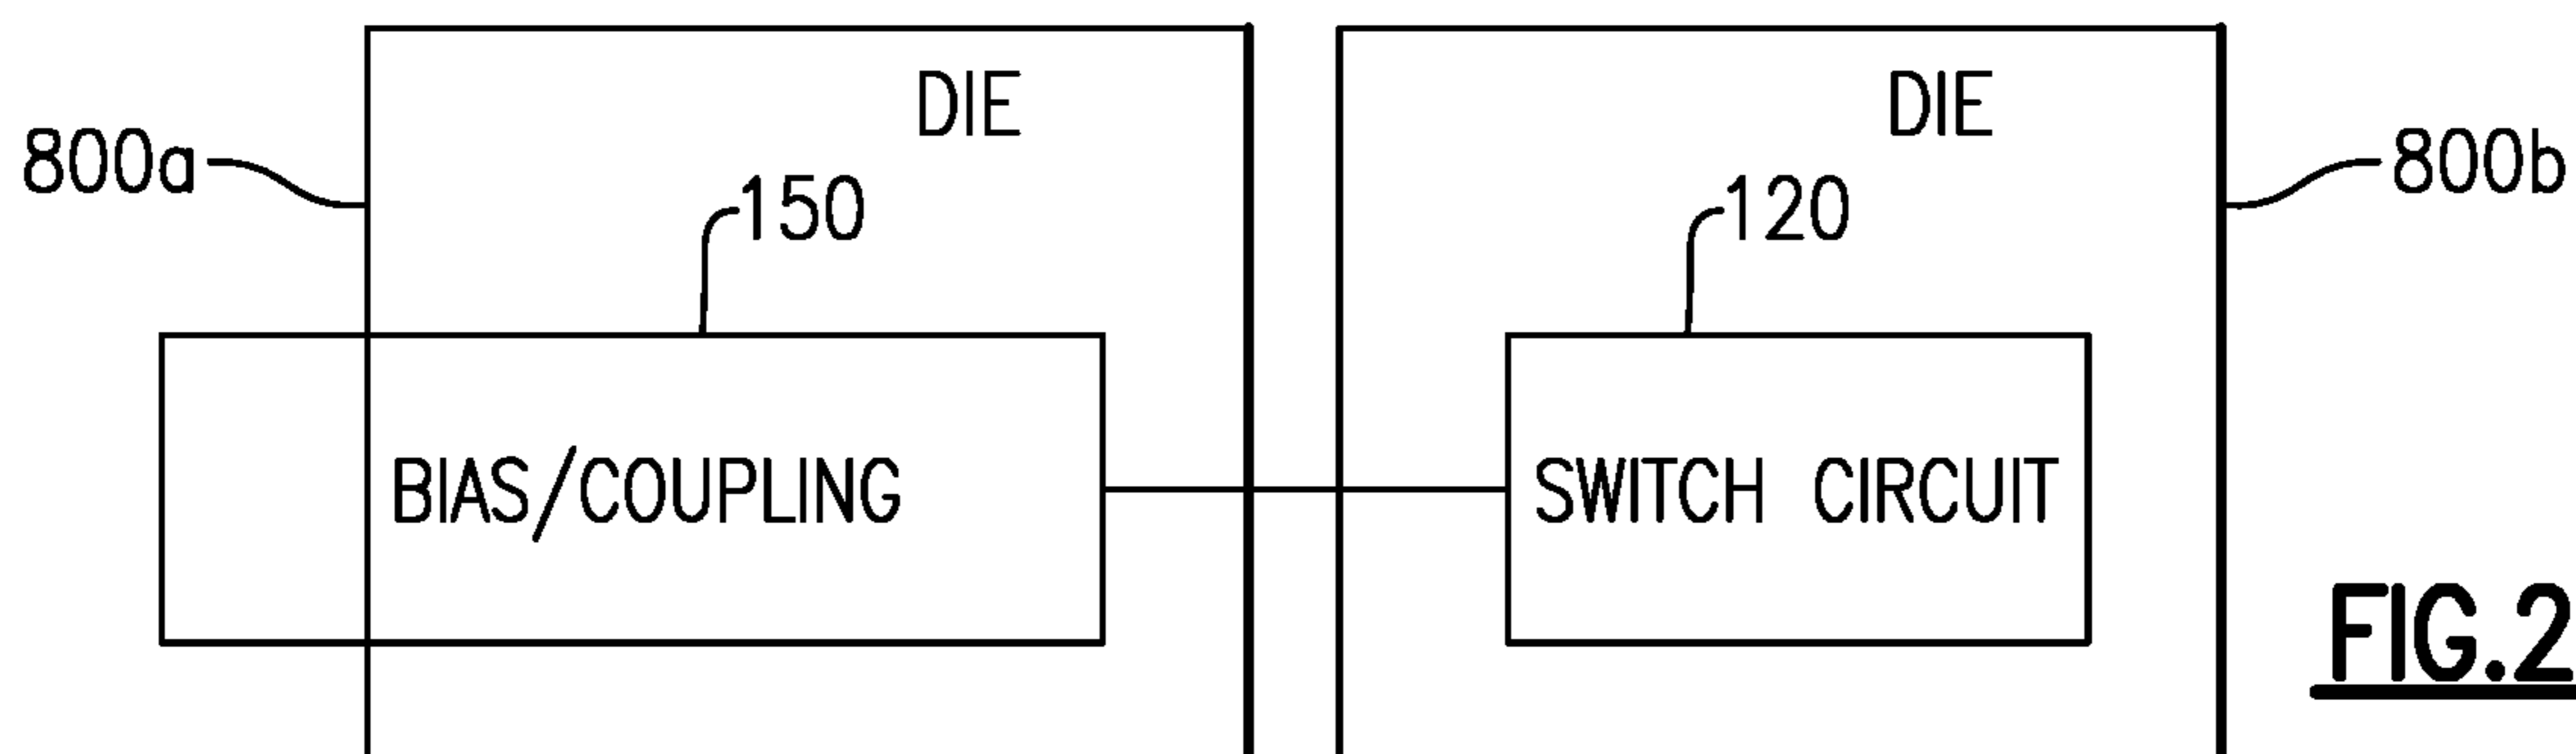 DIE
DIE
800a
800b
150
120
BIAS/COUPLING
SWITCH CIRCUIT
FIG.2